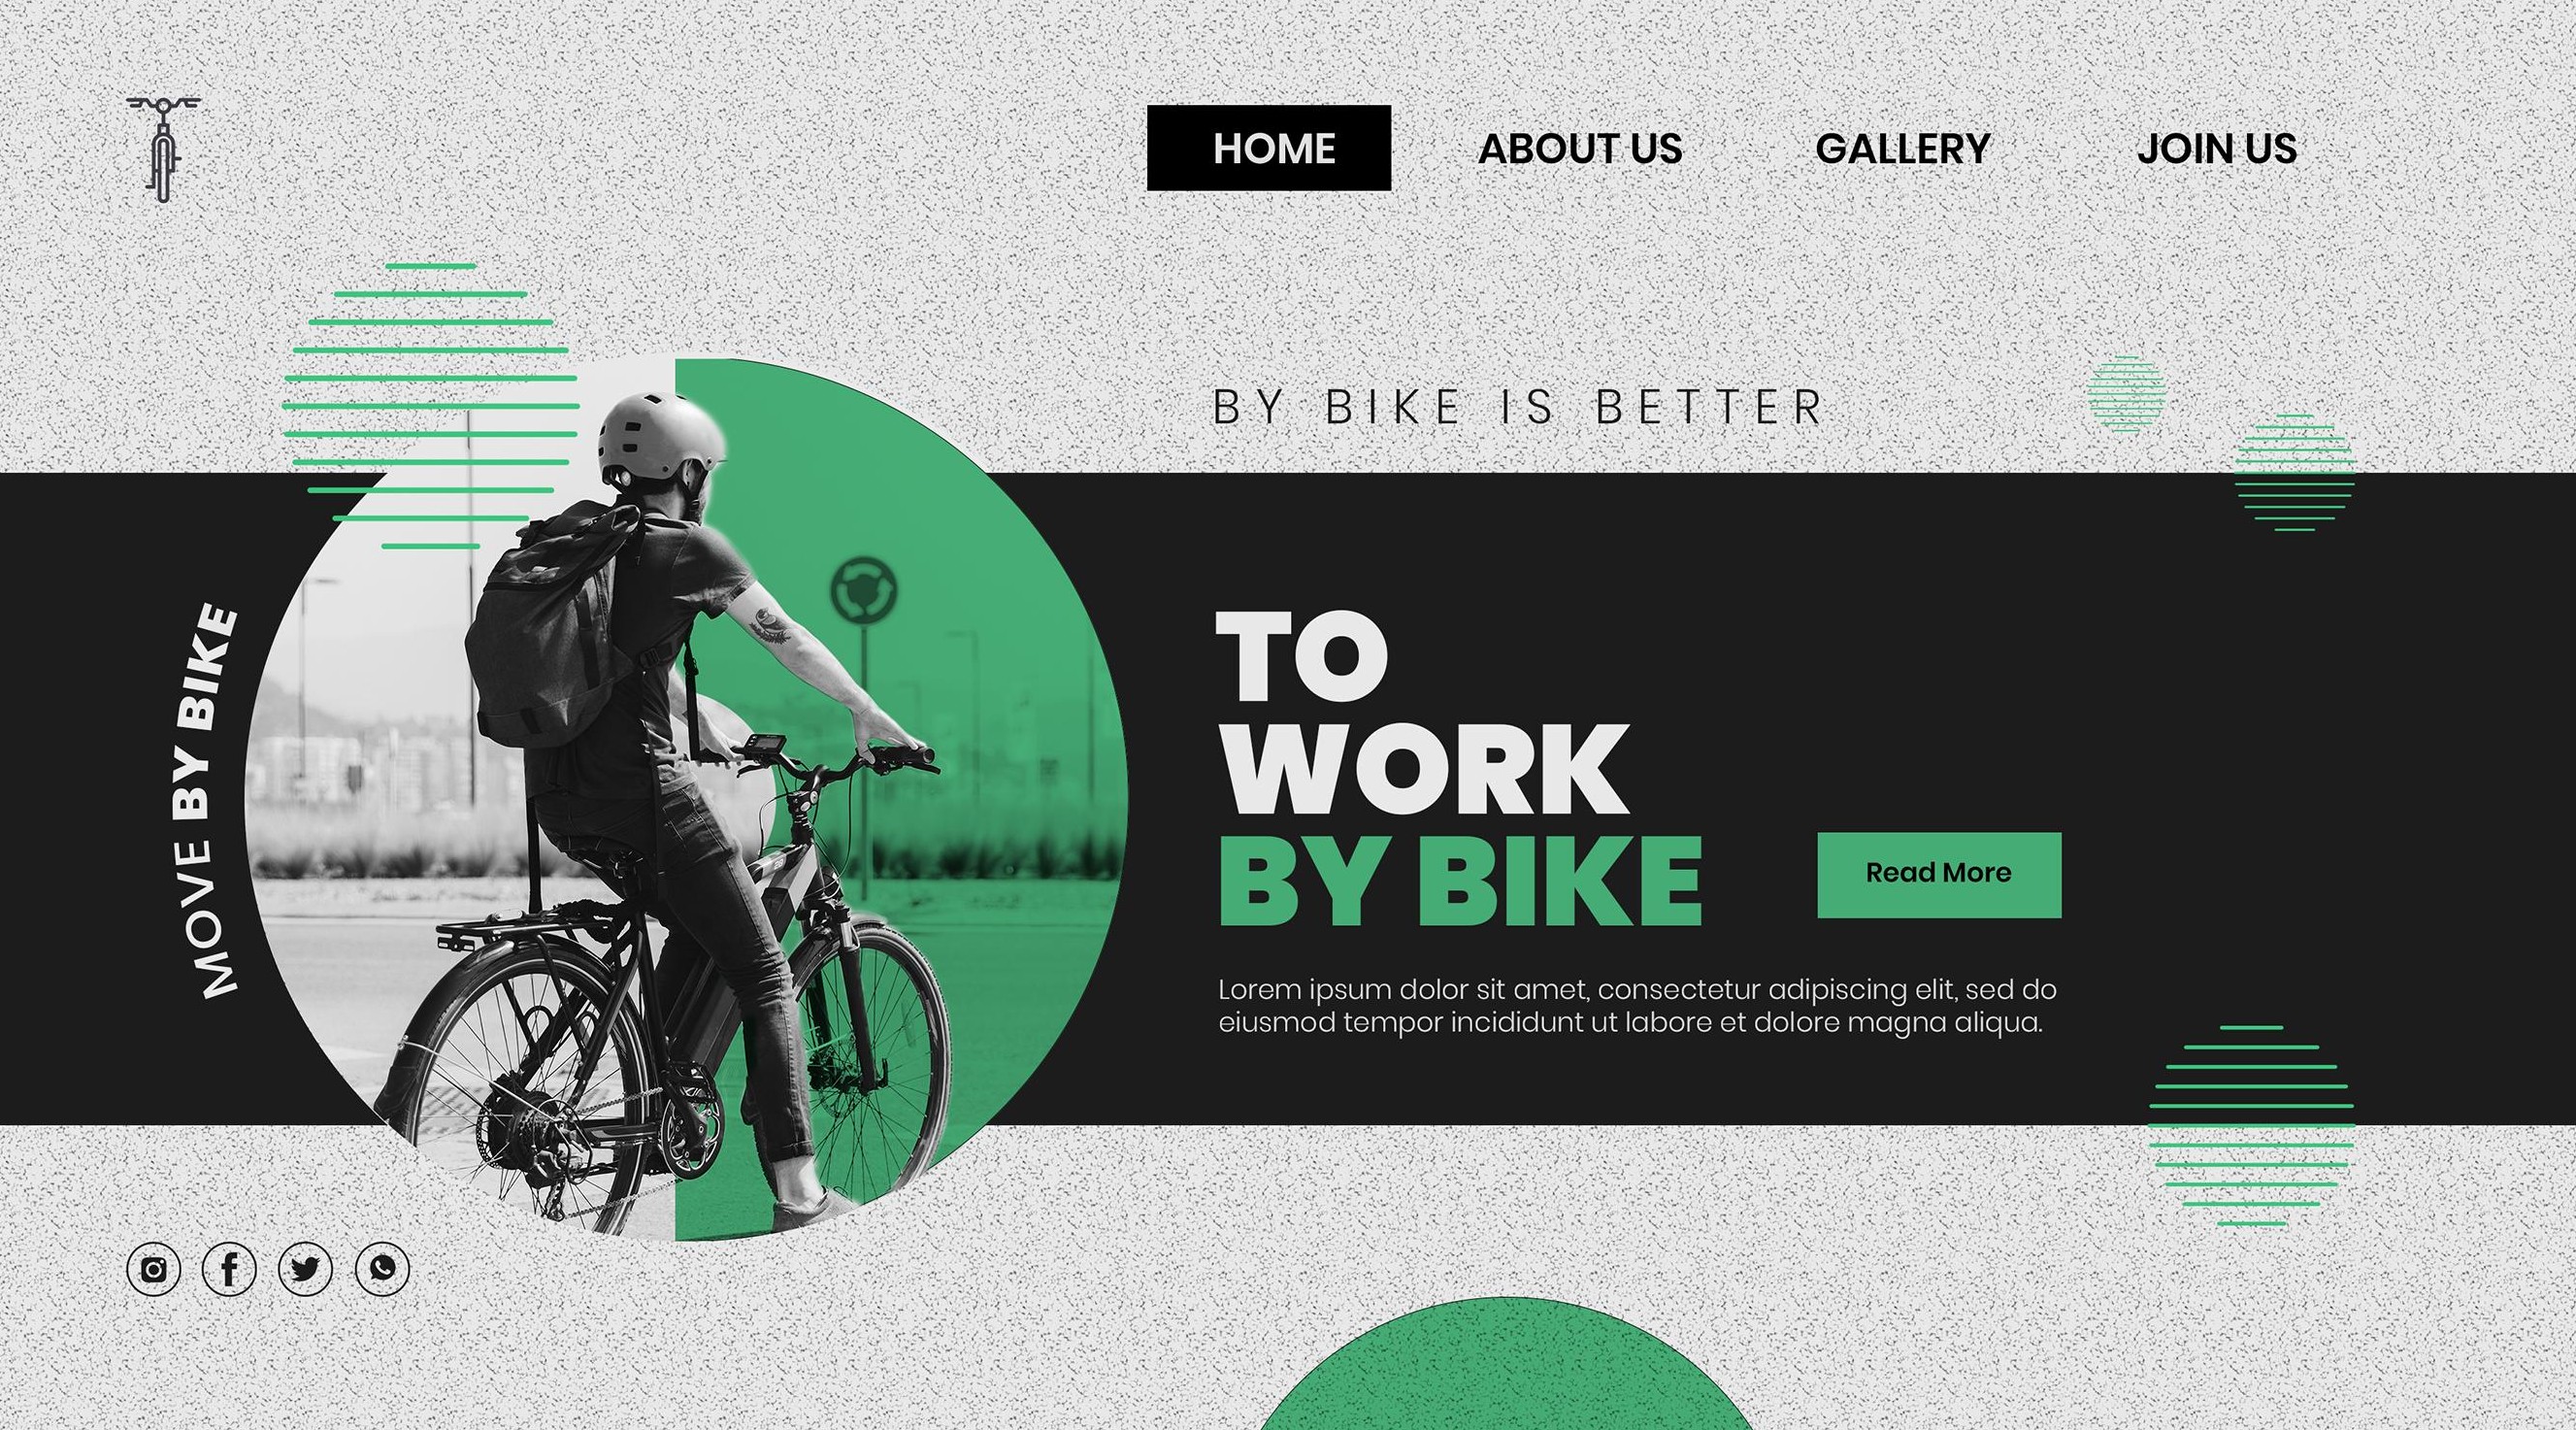 HOME
ABOUT US
GALLERY
JOIN US
BY BIKE IS BETTER
MOVE BY BIKE
TO
WORK
BY BIKE
Read More
Lorem ipsum dolor sit amet, consectetur adipiscing elit, sed do
eiusmod tempor incididunt ut labore et dolore magna aliqua.